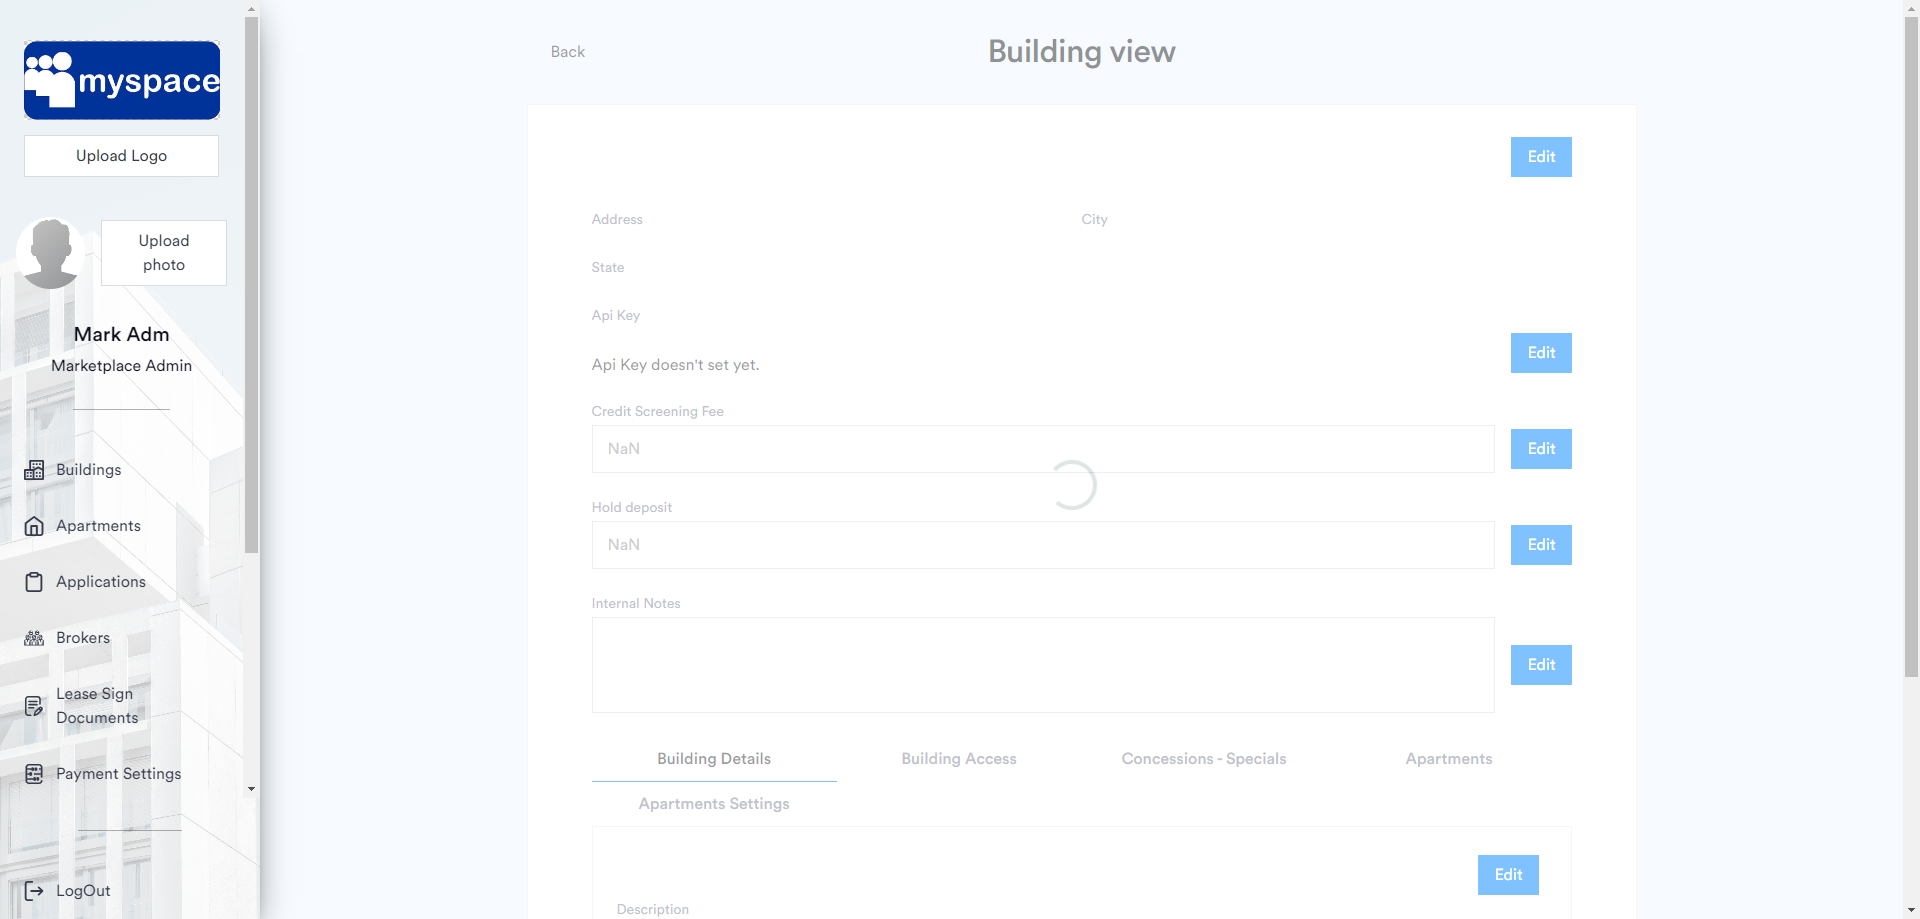 myspace
Upload Logo
Upload
photo
Mark Adm
Marketplace Admin
Buildings
Apartments
Applications
Brokers
Lease Sign
Documents
Payment Settings
LogOut
Back
Building view
Edit
Address
City
State
Api Key
Api Key doesn't set yet.
Edit
Credit Screening Fee
NaN
Edit
Hold deposit
NaN
Edit
Internal Notes
Edit
Building Details
Building Access
Concessions - Specials
Apartments
Apartments Settings
Edit
Description